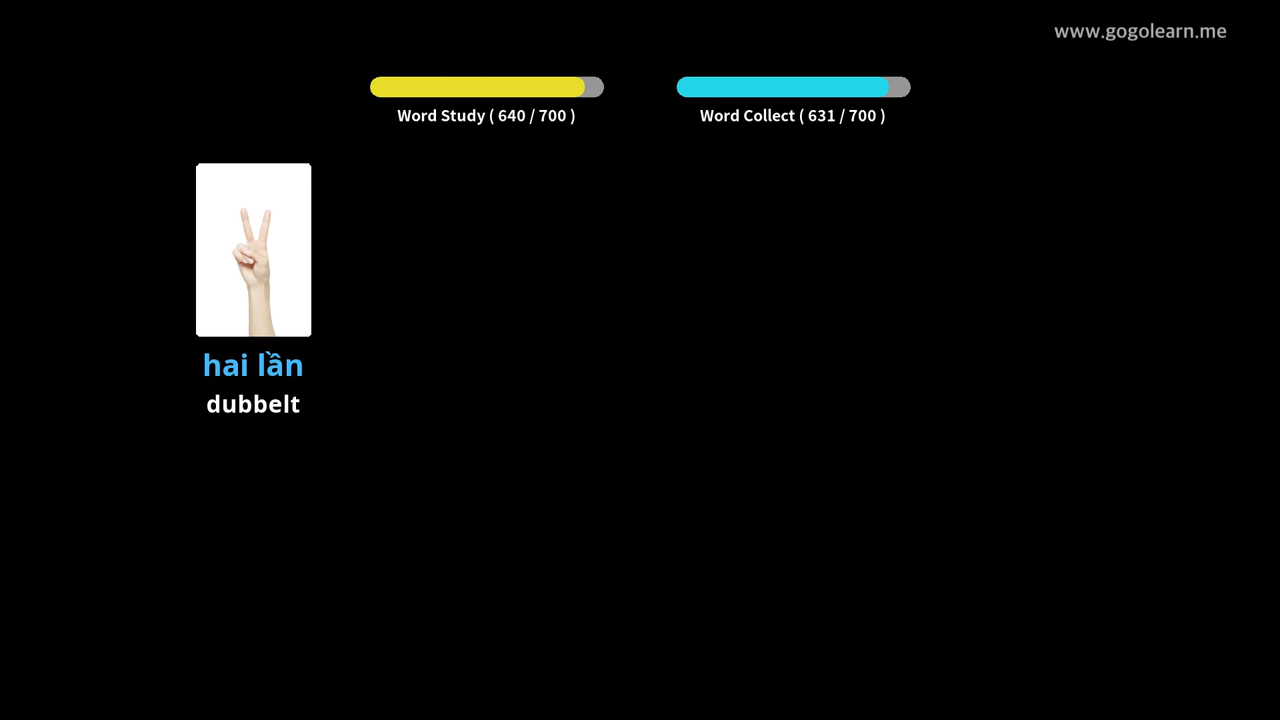 www.gogolearn.me
Word Study ( 640 / 700 )
Word Collect ( 631 / 700 )
hai lần
dubbelt